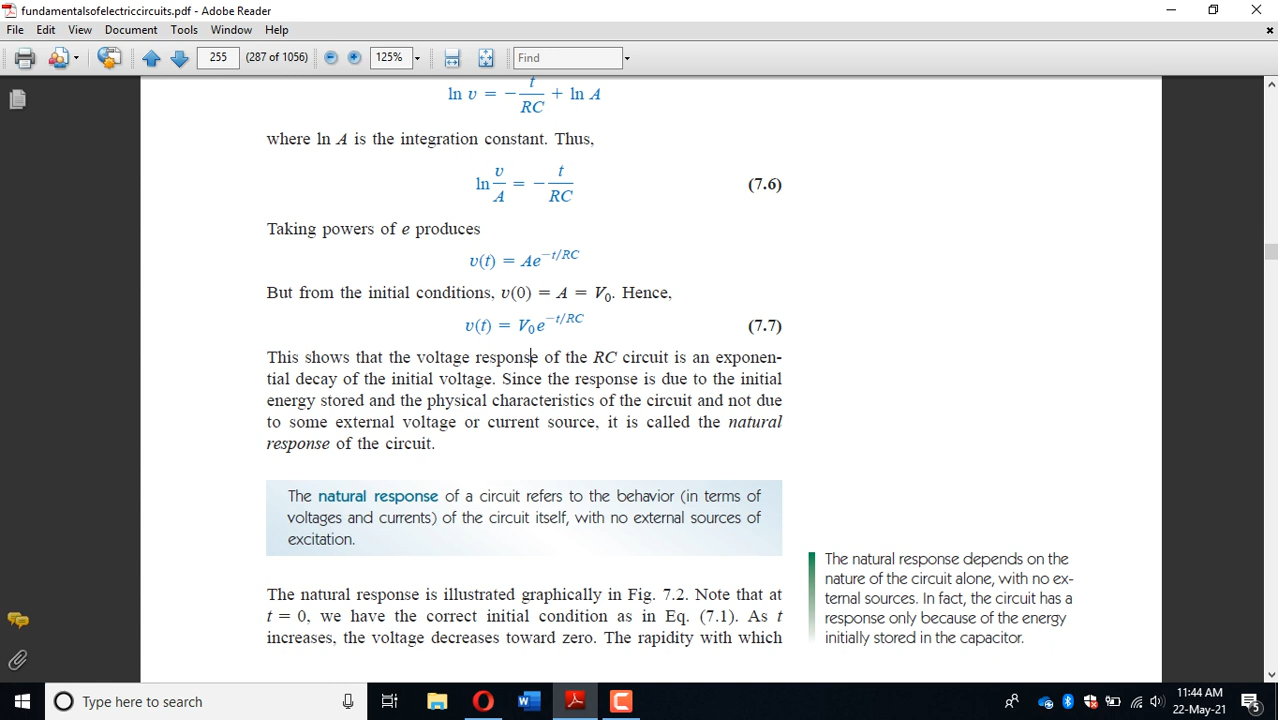 fundamentalsofelectriccircuits.pdf - Adobe Reader
File Edit View Document Tools Window Help
255 (287 of 1056) 125% Find
ln v = − t/RC + ln A
where ln A is the integration constant. Thus,
ln v/A = − t/RC (7.6)
Taking powers of e produces
v(t) = Ae^−t/RC
But from the initial conditions, v(0) = A = V₀. Hence,
v(t) = V₀e^−t/RC (7.7)
This shows that the voltage response of the RC circuit is an exponen-
tial decay of the initial voltage. Since the response is due to the initial
energy stored and the physical characteristics of the circuit and not due
to some external voltage or current source, it is called the natural
response of the circuit.
The natural response of a circuit refers to the behavior (in terms of
voltages and currents) of the circuit itself, with no external sources of
excitation.
The natural response is illustrated graphically in Fig. 7.2. Note that at
t = 0, we have the correct initial condition as in Eq. (7.1). As t
increases, the voltage decreases toward zero. The rapidity with which
The natural response depends on the
nature of the circuit alone, with no ex-
ternal sources. In fact, the circuit has a
response only because of the energy
initially stored in the capacitor.
Type here to search
11:44 AM
22-May-21
5